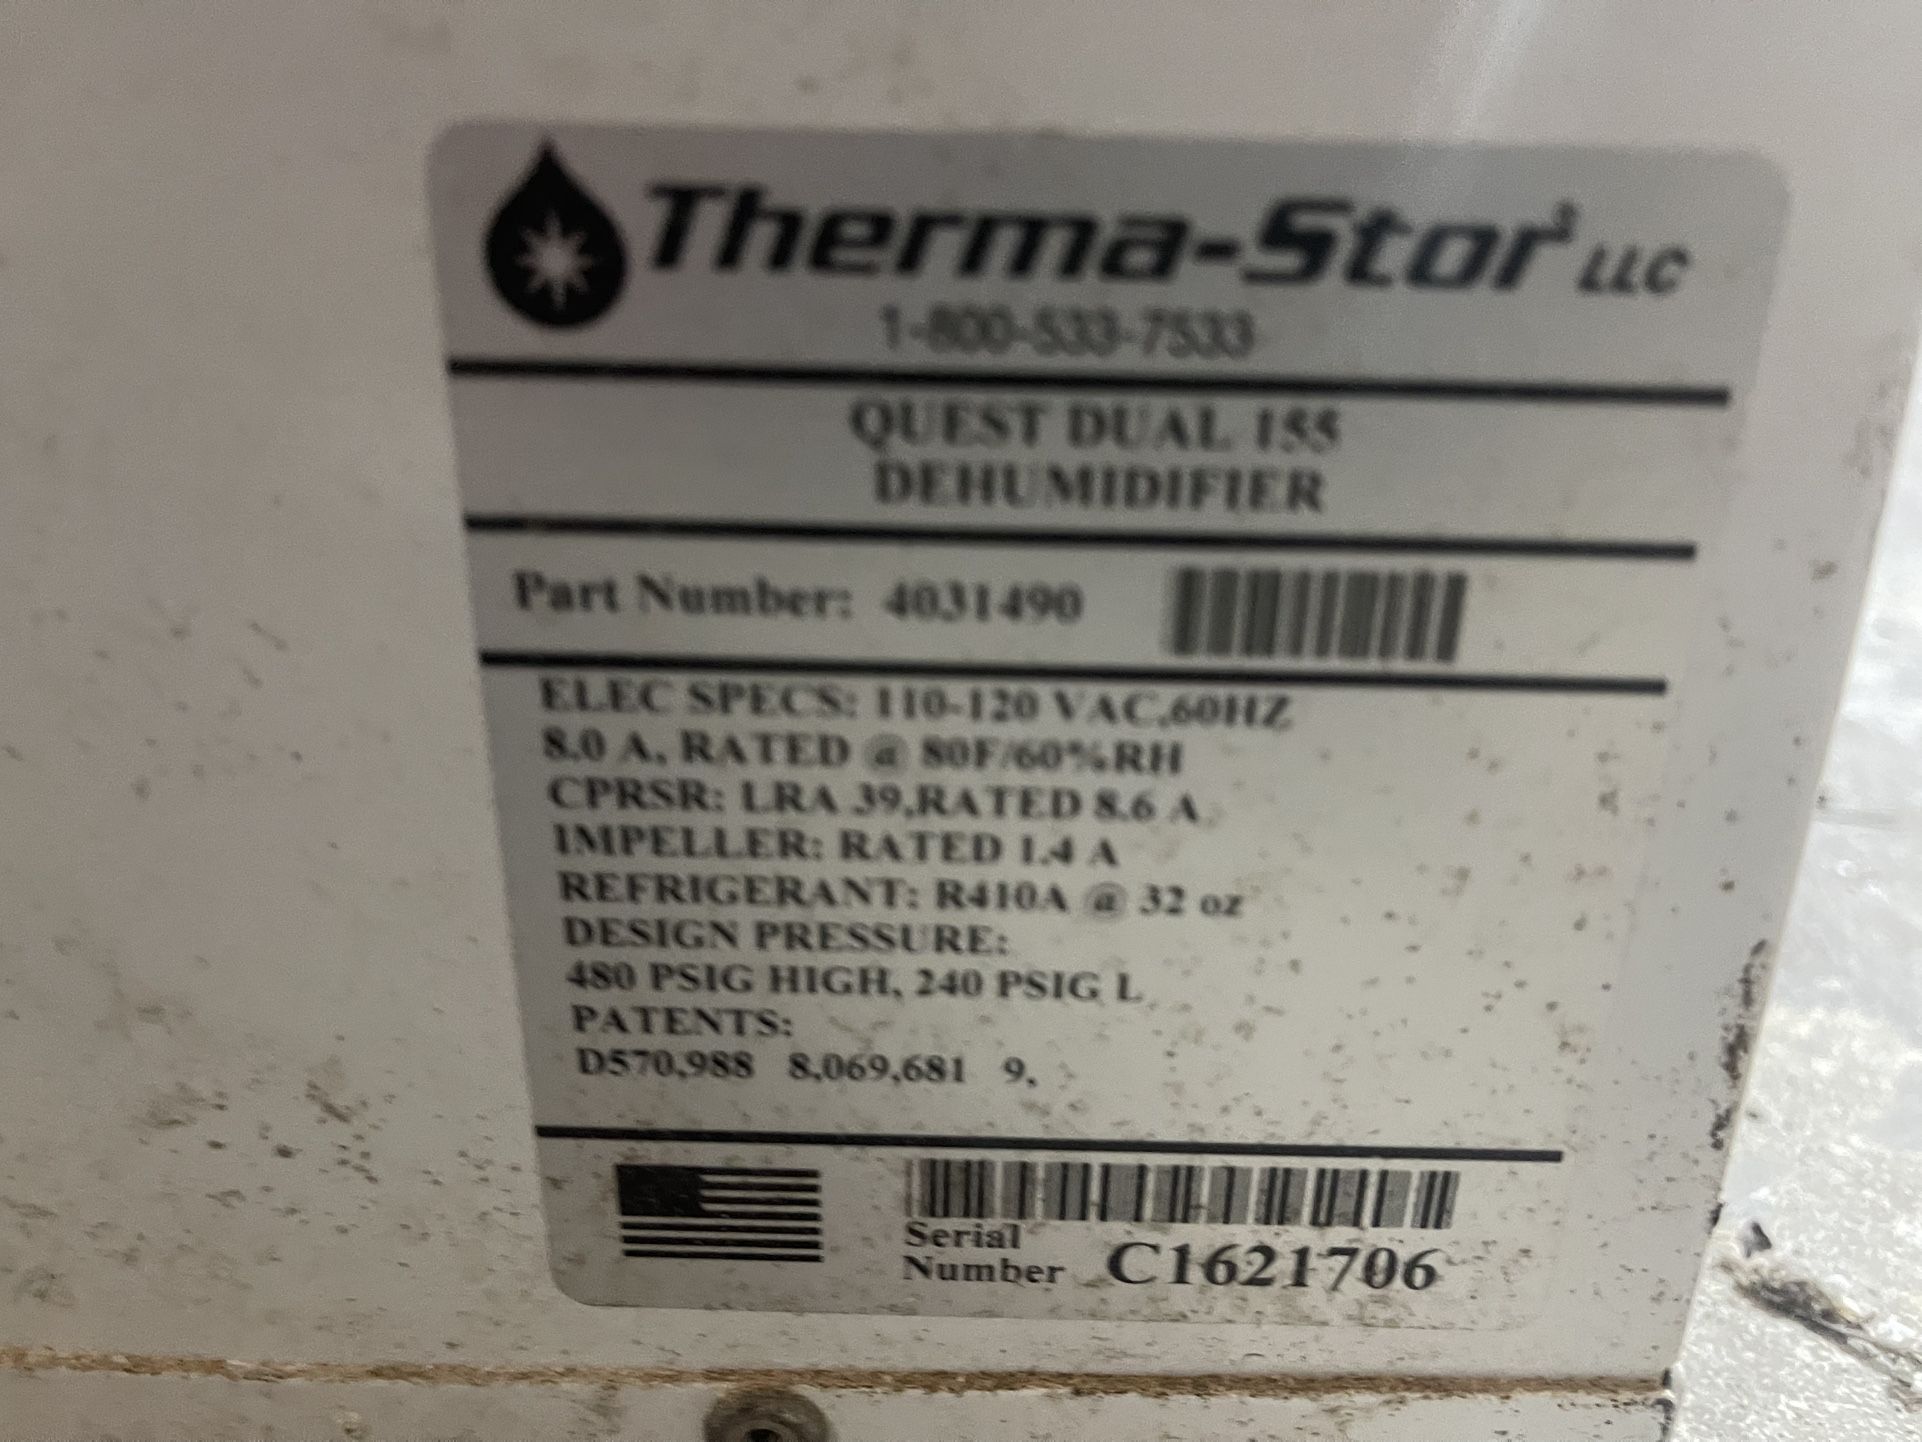 Therma-Stor LLC
1-800-533-7533
QUEST DUAL 155
DEHUMIDIFIER
Part Number: 4031490
ELEC SPECS: 110-120 VAC,60HZ
8.0 A, RATED @ 80F/60%RH
CPRSR: LRA 39,RATED 8.6 A
IMPELLER: RATED 1.4 A
REFRIGERANT: R410A @ 32 oz
DESIGN PRESSURE:
480 PSIG HIGH, 240 PSIG L
PATENTS:
D570,988 8,069,681 9,
Serial
Number C1621706